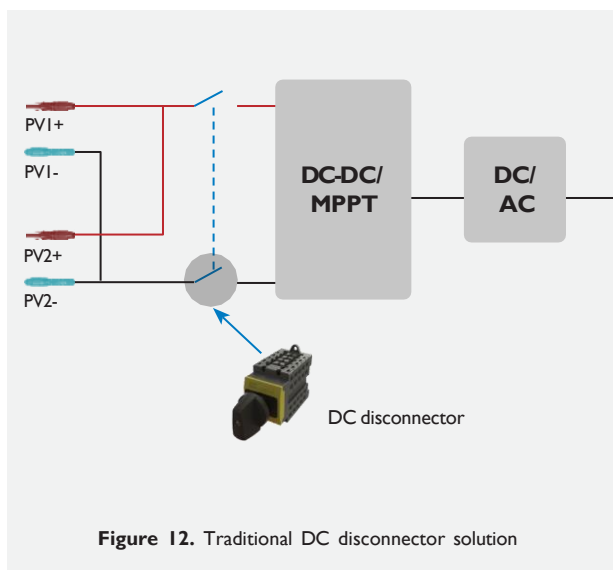 PV1+
PV1-
PV2+
PV2-
DC-DC/
MPPT
DC/
AC
DC disconnector
Figure 12. Traditional DC disconnector solution